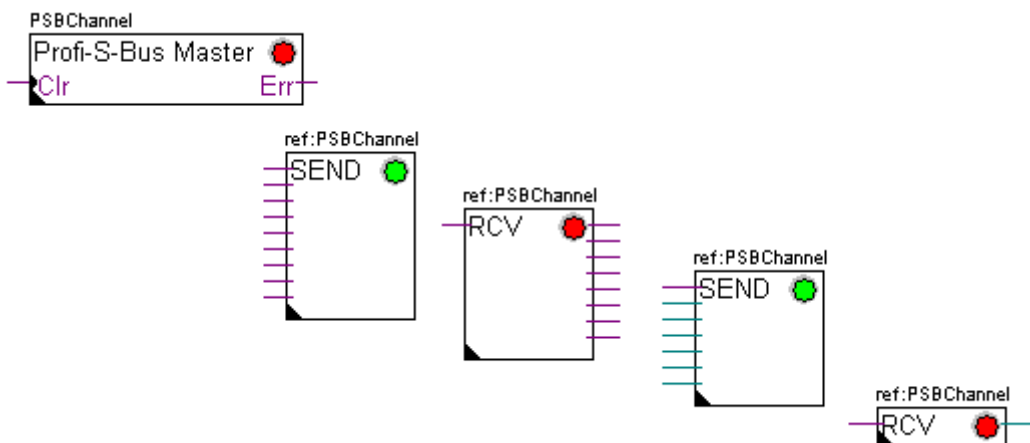 PSBChannel
Profi-S-Bus Master
Clr Err
ref:PSBChannel
SEND
ref:PSBChannel
RCV
ref:PSBChannel
SEND
ref:PSBChannel
RCV